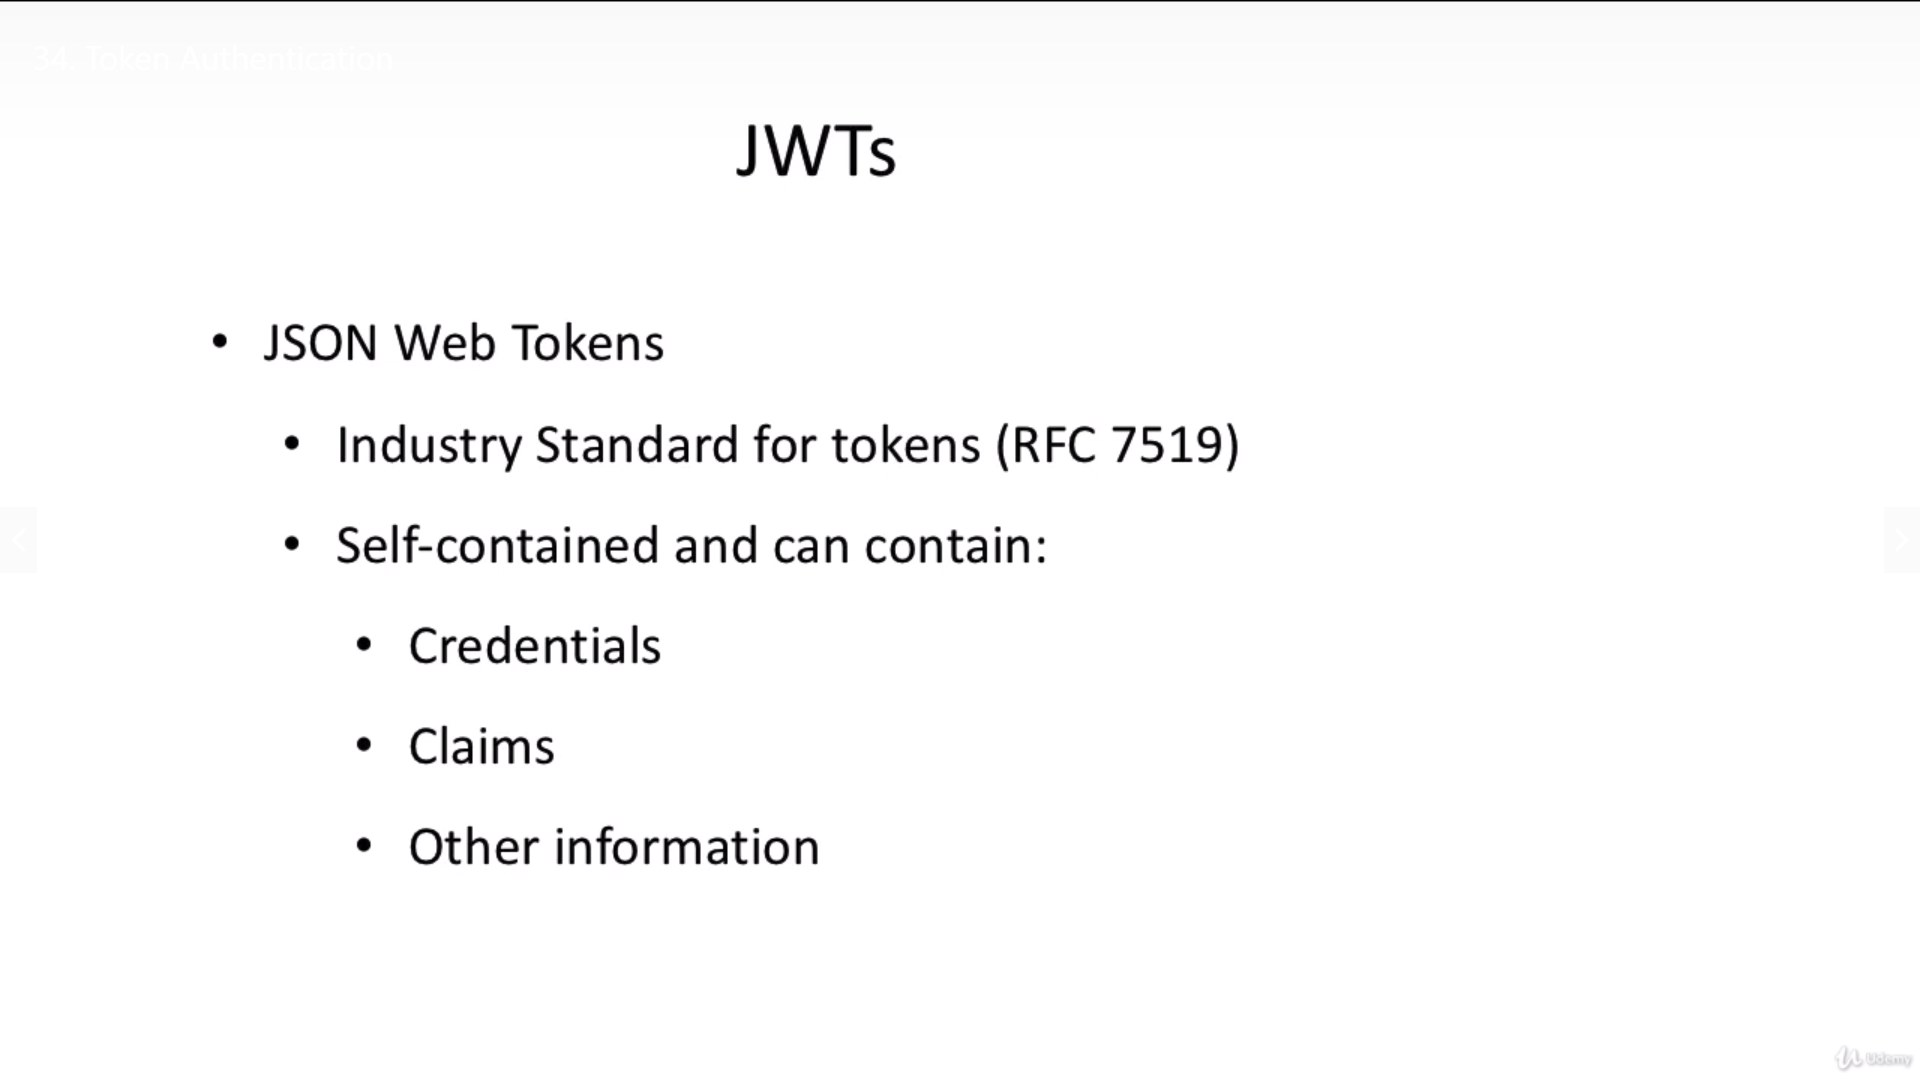 34. Token Authentication
JWTs
• JSON Web Tokens
• Industry Standard for tokens (RFC 7519)
• Self-contained and can contain:
• Credentials
• Claims
• Other information
Udemy